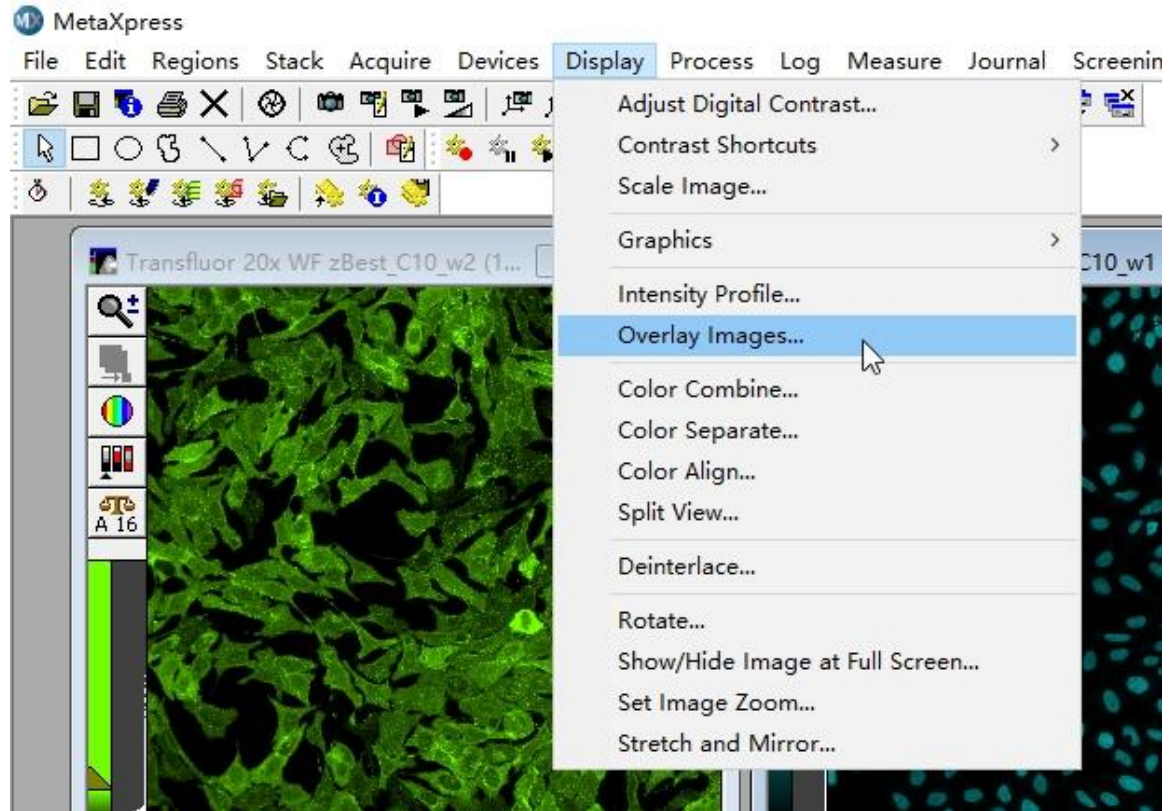 MetaXpress
File Edit Regions Stack Acquire Devices Display Process Log Measure Journal
Adjust Digital Contrast...
Contrast Shortcuts
Scale Image...
Graphics
Transfluor 20x WF zBest_C10_w2 (1...
C10_w1
Intensity Profile...
Overlay Images...
Color Combine...
Color Separate...
Color Align...
Split View...
A 16
Deinterlace...
Rotate...
Show/Hide Image at Full Screen...
Set Image Zoom...
Stretch and Mirror...